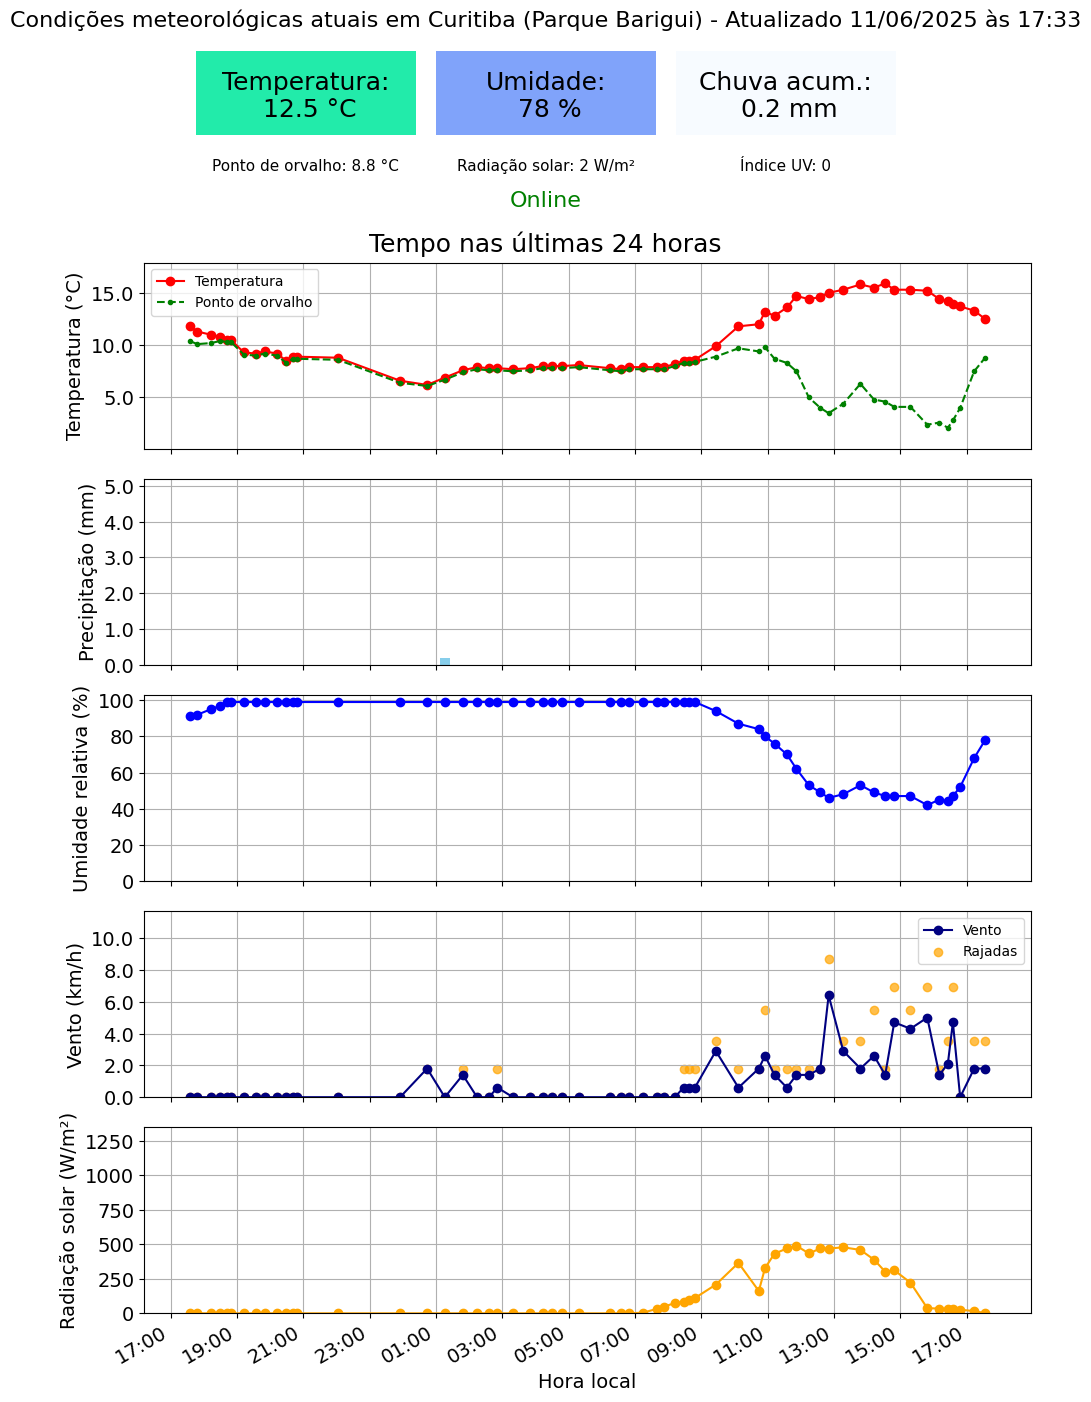 Condições meteorológicas atuais em Curitiba (Parque Barigui) - Atualizado 11/06/2025 às 17:33
Temperatura:
12.5 °C
Umidade:
78 %
Chuva acum.:
0.2 mm
Ponto de orvalho: 8.8 °C
Radiação solar: 2 W/m²
Índice UV: 0
Online
Tempo nas últimas 24 horas
Temperatura (°C)
15.0
10.0
5.0
Temperatura
Ponto de orvalho
Precipitação (mm)
5.0
4.0
3.0
2.0
1.0
0.0
Umidade relativa (%)
100
80
60
40
20
0
Vento (km/h)
10.0
8.0
6.0
4.0
2.0
0.0
Vento
Rajadas
Radiação solar (W/m²)
1250
1000
750
500
250
0
17:00
19:00
21:00
23:00
01:00
03:00
05:00
07:00
09:00
11:00
13:00
15:00
17:00
Hora local